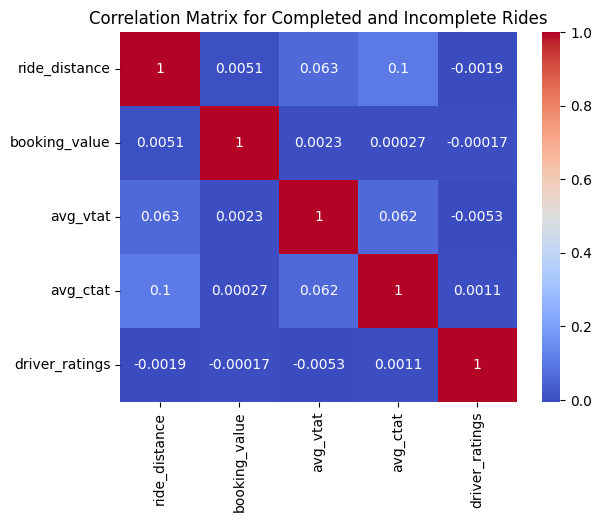 Correlation Matrix for Completed and Incomplete Rides
ride_distance 1 0.0051 0.063 0.1 -0.0019
booking_value 0.0051 1 0.0023 0.00027 -0.00017
avg_vtat 0.063 0.0023 1 0.062 -0.0053
avg_ctat 0.1 0.00027 0.062 1 0.0011
driver_ratings -0.0019 -0.00017 -0.0053 0.0011 1
ride_distance
booking_value
avg_vtat
avg_ctat
driver_ratings
1.0
0.8
0.6
0.4
0.2
0.0